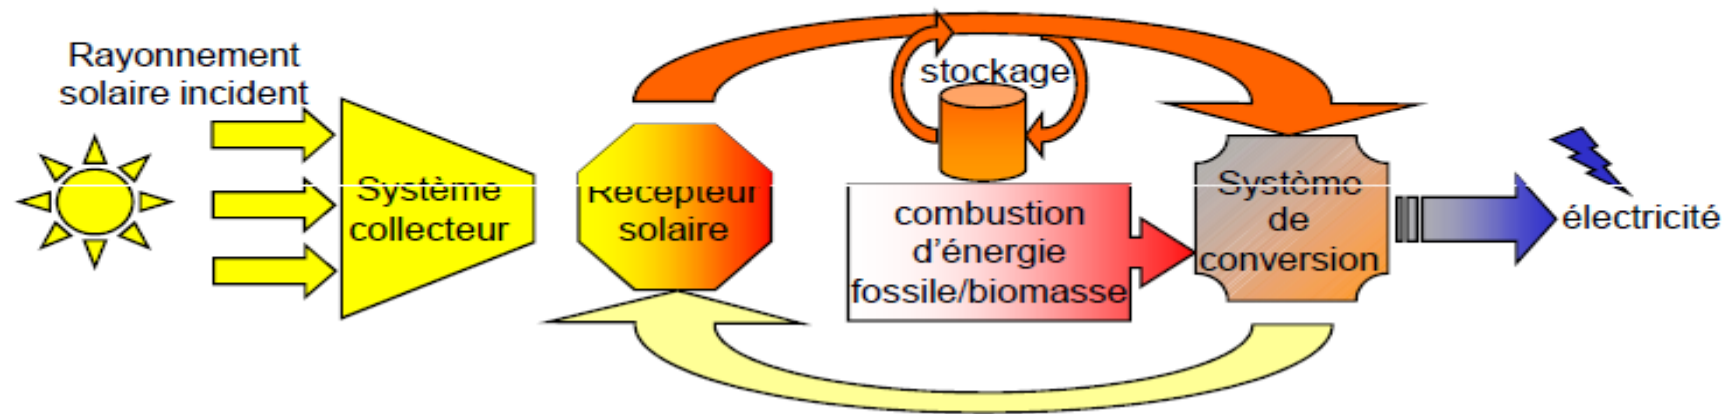 Rayonnement
solaire incident
Système
collecteur
Récepteur
solaire
stockage
combustion
d'énergie
fossile/biomasse
Système
de
conversion
électricité